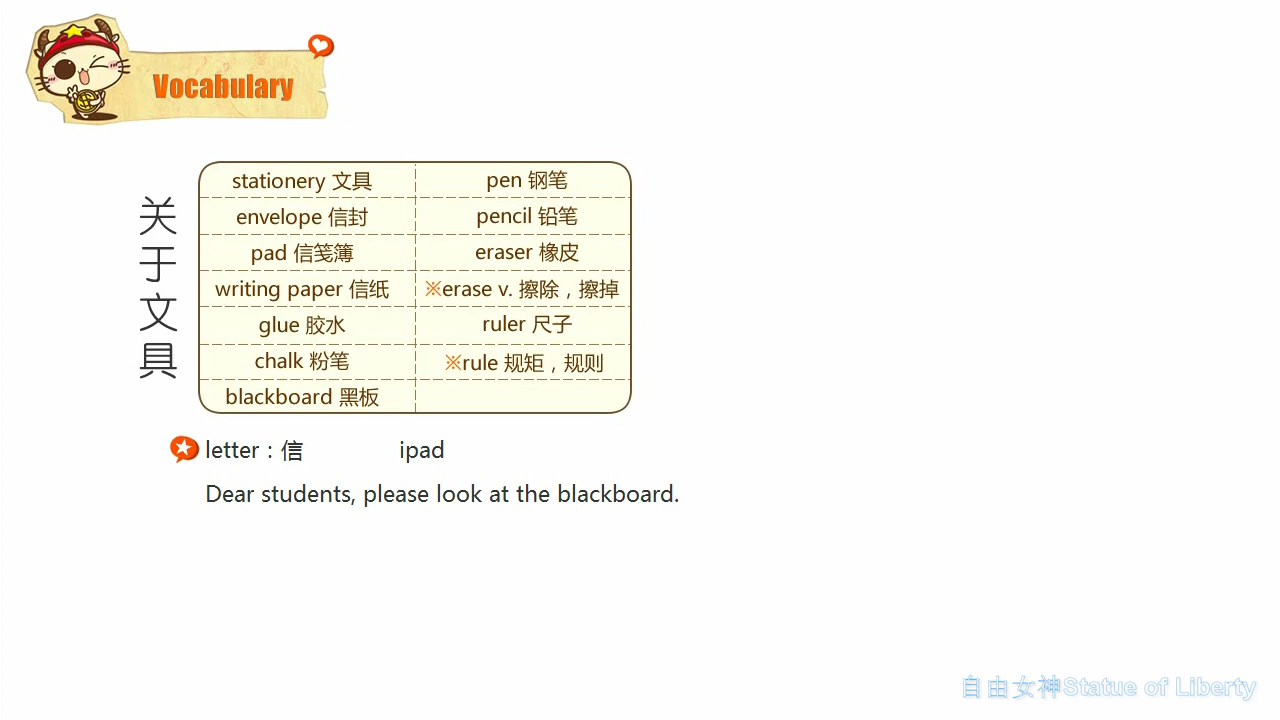 Vocabulary
关于文具
stationery 文具 pen 钢笔
envelope 信封 pencil 铅笔
pad 信笺簿 eraser 橡皮
writing paper 信纸 ※erase v. 擦除，擦掉
glue 胶水 ruler 尺子
chalk 粉笔 ※rule 规矩，规则
blackboard 黑板
letter：信 ipad
Dear students, please look at the blackboard.
自由女神Statue of Liberty